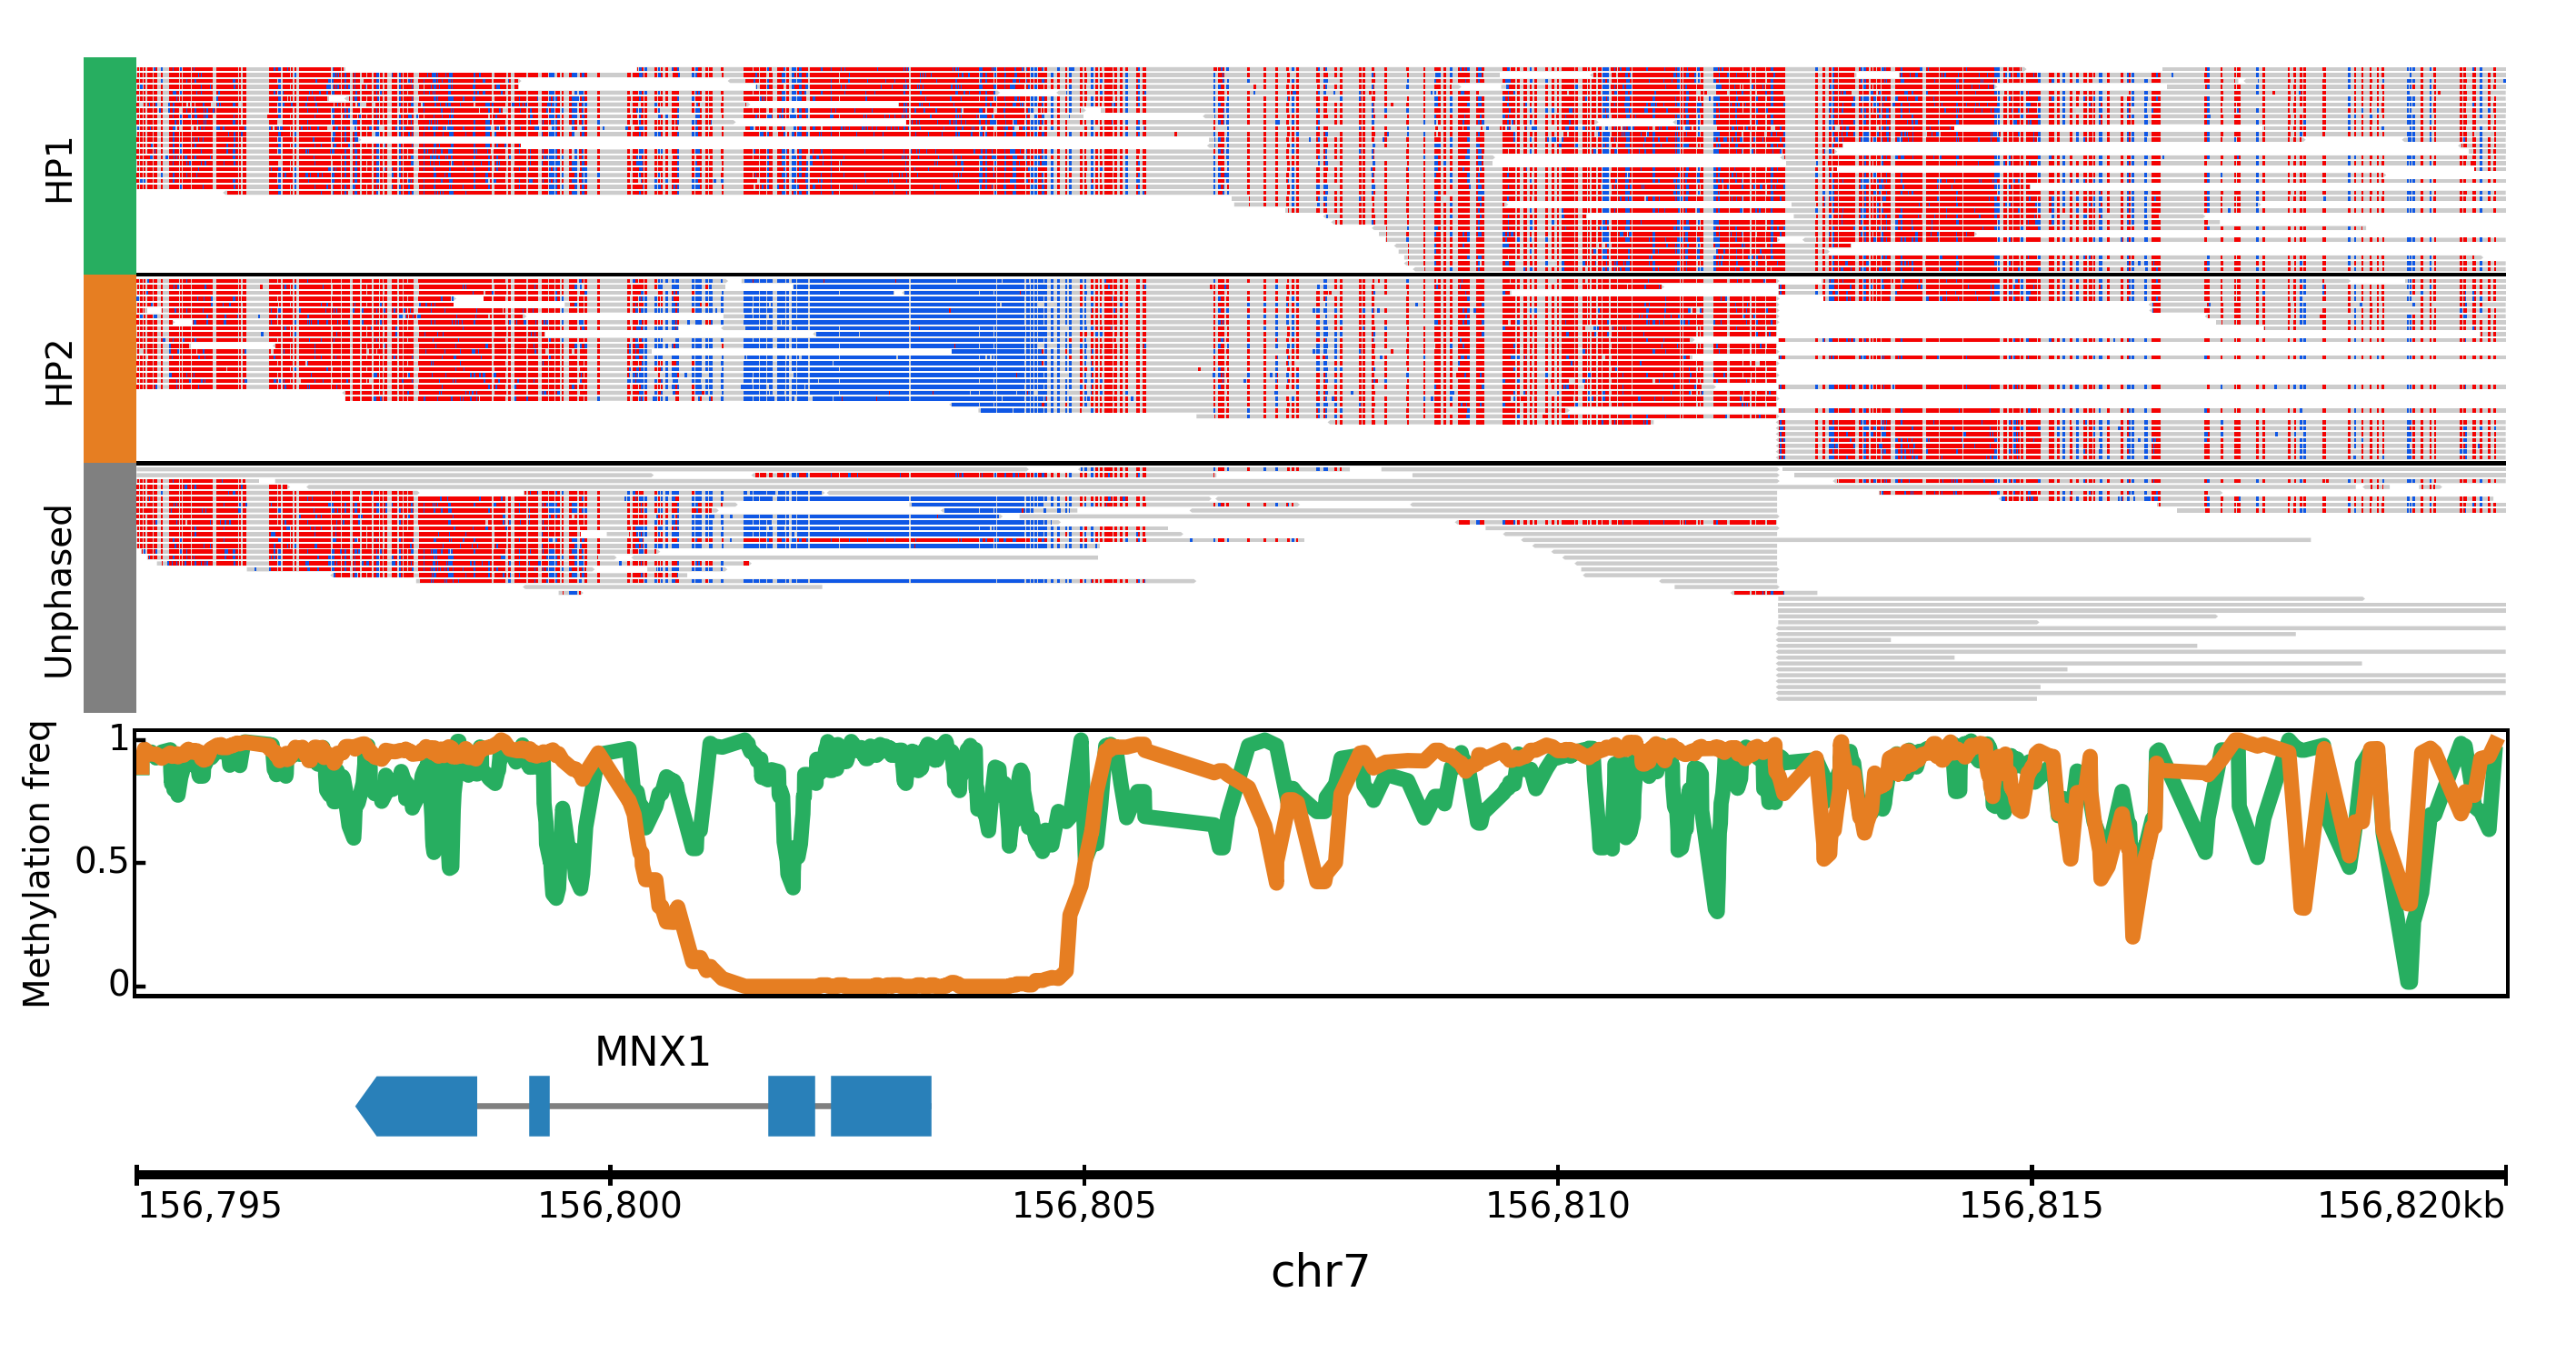 HP1
HP2
Unphased
Methylation freq
1
0.5
0
MNX1
156,795
156,800
156,805
156,810
156,815
156,820kb
chr7